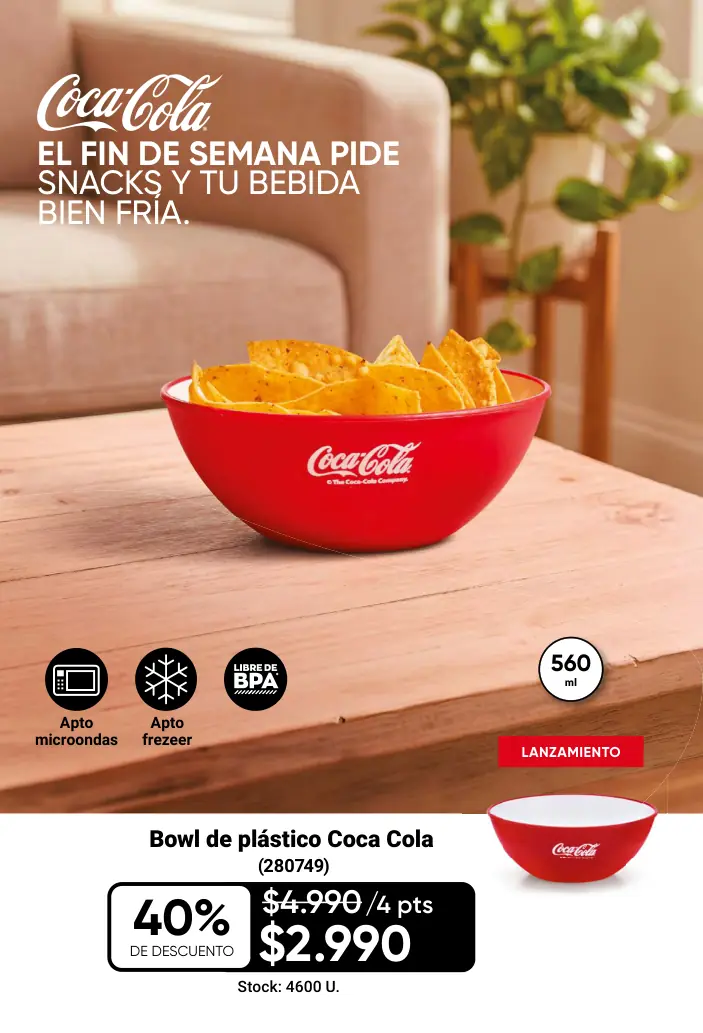 Coca-Cola
EL FIN DE SEMANA PIDE
SNACKS Y TU BEBIDA
BIEN FRÍA.
Coca-Cola
© The Coca-Cola Company.
LIBRE DE
BPA
560
ml
Apto
microondas
Apto
frezeer
LANZAMIENTO
Coca-Cola
Bowl de plástico Coca Cola
(280749)
40%
DE DESCUENTO
$4.990 /4 pts
$2.990
Stock: 4600 U.